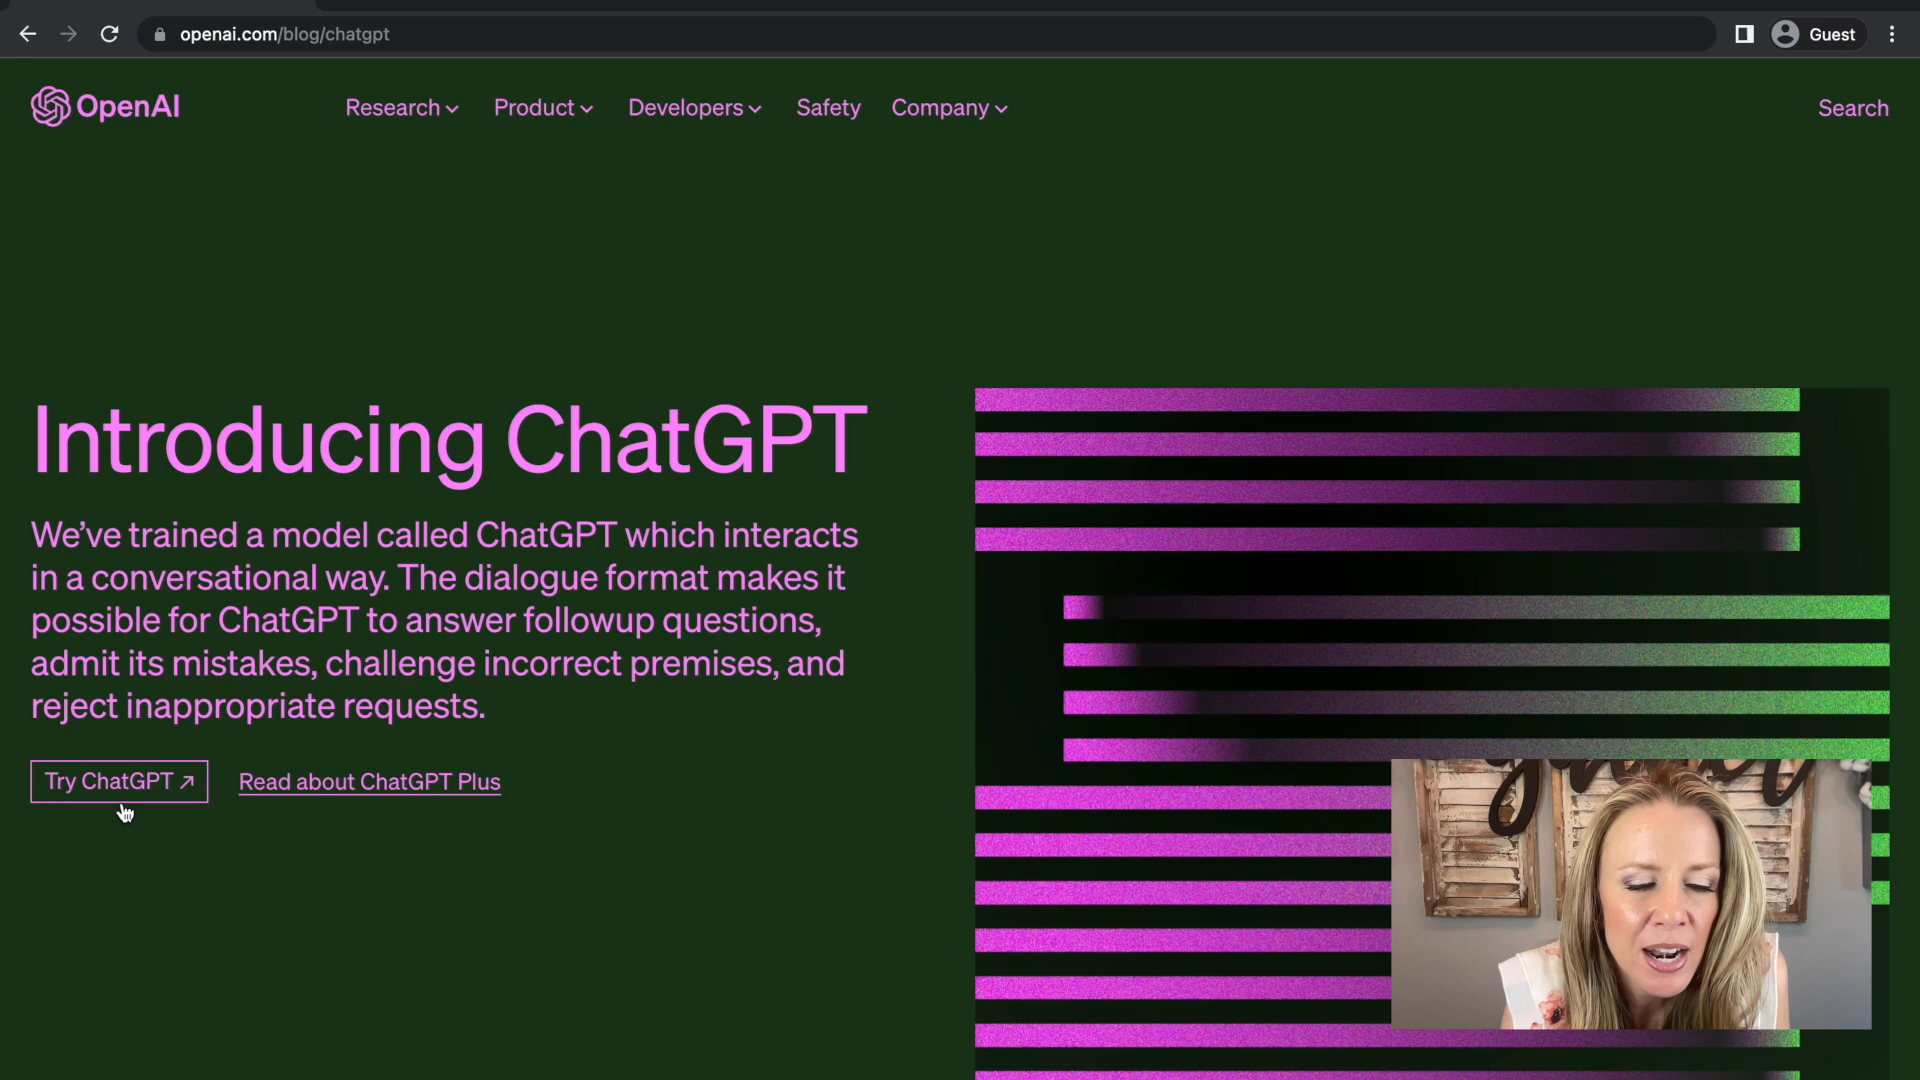 openai.com/blog/chatgpt
Guest
OpenAI
Research
Product
Developers
Safety
Company
Search
Introducing ChatGPT
We've trained a model called ChatGPT which interacts
in a conversational way. The dialogue format makes it
possible for ChatGPT to answer followup questions,
admit its mistakes, challenge incorrect premises, and
reject inappropriate requests.
Try ChatGPT ↗
Read about ChatGPT Plus